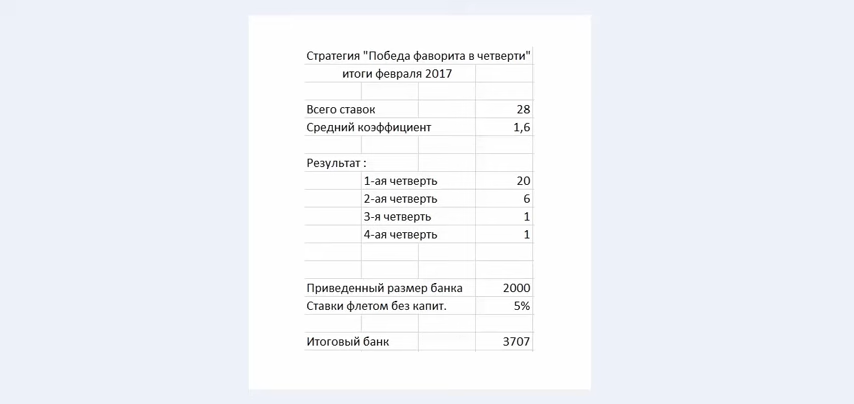 Стратегия "Победа фаворита в четверти"
итоги февраля 2017
Всего ставок 28
Средний коэффициент 1,6
Результат :
1-ая четверть 20
2-ая четверть 6
3-я четверть 1
4-ая четверть 1
Приведенный размер банка 2000
Ставки флетом без капит. 5%
Итоговый банк 3707